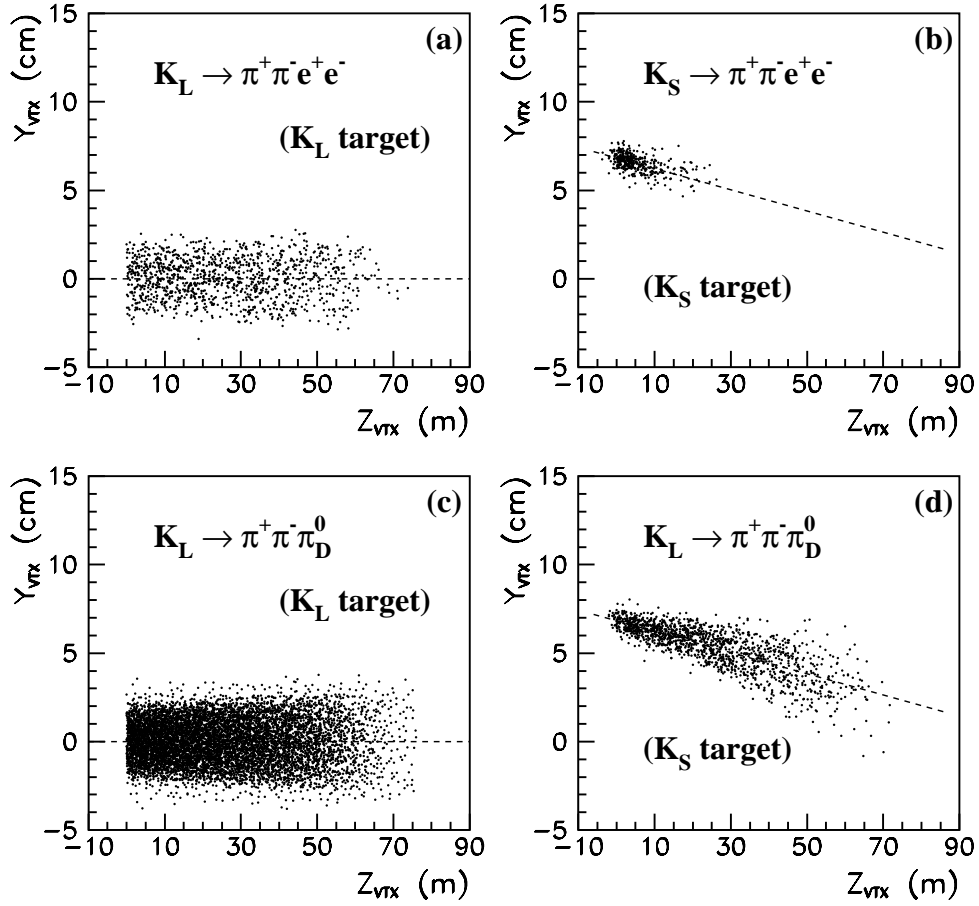 15
10
5
0
−5
−10 10 30 50 70 90
Y_VTX (cm)
Z_VTX (m)
(a)
K_L → π⁺π⁻e⁺e⁻
(K_L target)
15
10
5
0
−5
−10 10 30 50 70 90
Y_VTX (cm)
Z_VTX (m)
(b)
K_S → π⁺π⁻e⁺e⁻
(K_S target)
15
10
5
0
−5
−10 10 30 50 70 90
Y_VTX (cm)
Z_VTX (m)
(c)
K_L → π⁺π⁻π⁰_D
(K_L target)
15
10
5
0
−5
−10 10 30 50 70 90
Y_VTX (cm)
Z_VTX (m)
(d)
K_L → π⁺π⁻π⁰_D
(K_S target)